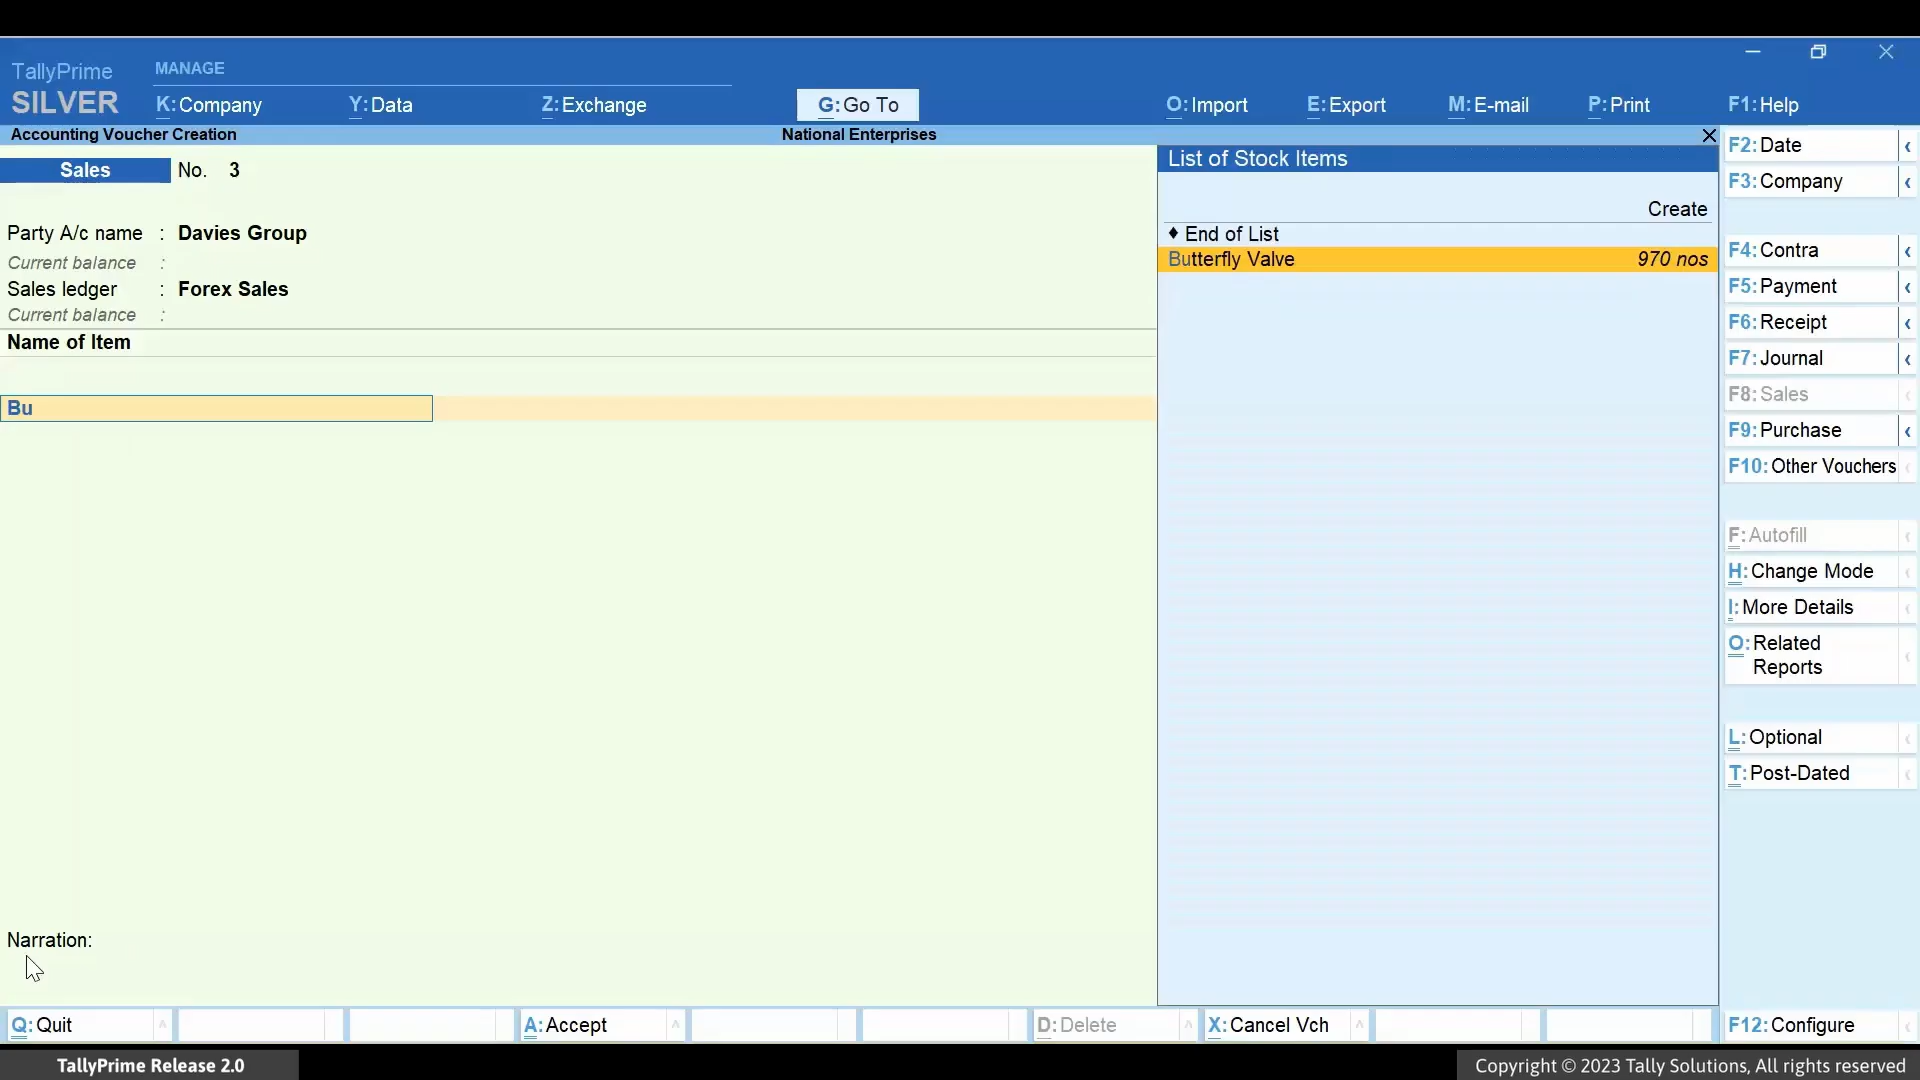 TallyPrime
SILVER
MANAGE
K:Company
Y:Data
Z:Exchange
G:Go To
O:Import
E:Export
M:E-mail
P:Print
F1:Help
Accounting Voucher Creation
National Enterprises
Sales No. 3
Party A/c name : Davies Group
Current balance :
Sales ledger : Forex Sales
Current balance :
Name of Item
Bu
Narration:
List of Stock Items
Create
♦ End of List
Butterfly Valve 970 nos
F2:Date
F3:Company
F4:Contra
F5:Payment
F6:Receipt
F7:Journal
F8:Sales
F9:Purchase
F10:Other Vouchers
F:Autofill
H:Change Mode
I:More Details
O:Related
Reports
L:Optional
T:Post-Dated
Q:Quit
A:Accept
D:Delete
X:Cancel Vch
F12:Configure
TallyPrime Release 2.0
Copyright © 2023 Tally Solutions, All rights reserved